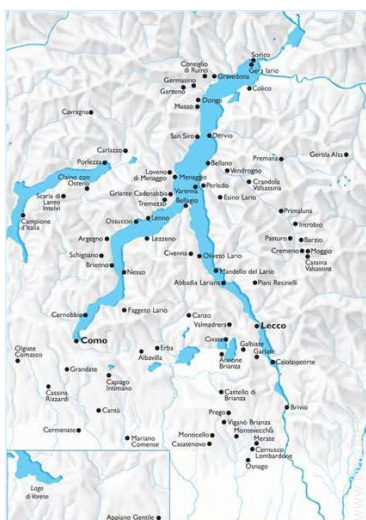 Sorico
Consiglio
di Rumo
Gravedona
Gera lario
Germasino
Garzeno
Colico
Dongo
Musso
Cavragna
San Siro
Dervio
Carlazzo
Porlezza
Bellano
Premana
Gerola Alta
Vendrogno
Claino con
Osteno
Loveno
di Menaggio
Menaggio
Crandola
Valsassina
Scaria di
Lanzo
Intelvi
Griante Cadenabbia
Varenna
Perledo
Tremezzo
Esino Lario
Bellagio
Campione
d'Italia
Ossuccio
Lenno
Primaluna
Introbio
Argegno
Lezzeno
Pasturo
Barzio
Schignano
Civenna
Oliveto Lario
Cremeno
Moggio
Cassina
Valsassina
Brienno
Nesso
Mandello del Lario
Abbadia Lariana
Piani Resinelli
Cernobbio
Faggeto Lario
Canzo
Valmadrera
Lecco
Como
Civate
Galbiate
Olgiate
Comasco
Erba
Albavilla
Annone
Brianza
Garlate
Calolziocorte
Grandate
Capiago
Intimiano
Cassina
Rizzardi
Castello di
Brianza
Cantù
Brivio
Prego
Viganò Brianza
Cermenate
Mariano
Comense
Monticello
Casatenovo
Montevecchia
Merate
Cernusco
Lombardone
Osnago
Lago
di Varese
Appiano Gentile